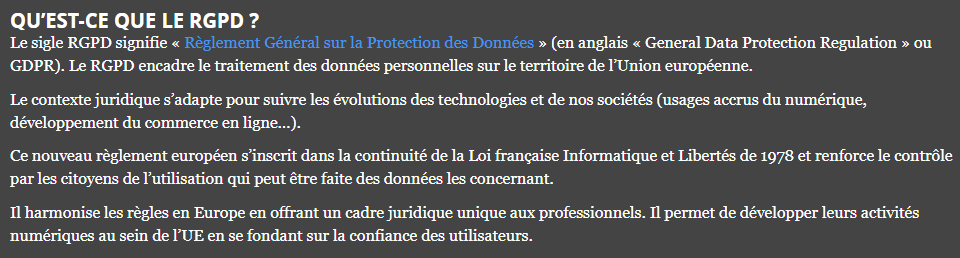 QU’EST-CE QUE LE RGPD ?
Le sigle RGPD signifie « Règlement Général sur la Protection des Données » (en anglais « General Data Protection Regulation » ou
GDPR). Le RGPD encadre le traitement des données personnelles sur le territoire de l’Union européenne.
Le contexte juridique s’adapte pour suivre les évolutions des technologies et de nos sociétés (usages accrus du numérique,
développement du commerce en ligne…).
Ce nouveau règlement européen s’inscrit dans la continuité de la Loi française Informatique et Libertés de 1978 et renforce le contrôle
par les citoyens de l’utilisation qui peut être faite des données les concernant.
Il harmonise les règles en Europe en offrant un cadre juridique unique aux professionnels. Il permet de développer leurs activités
numériques au sein de l’UE en se fondant sur la confiance des utilisateurs.